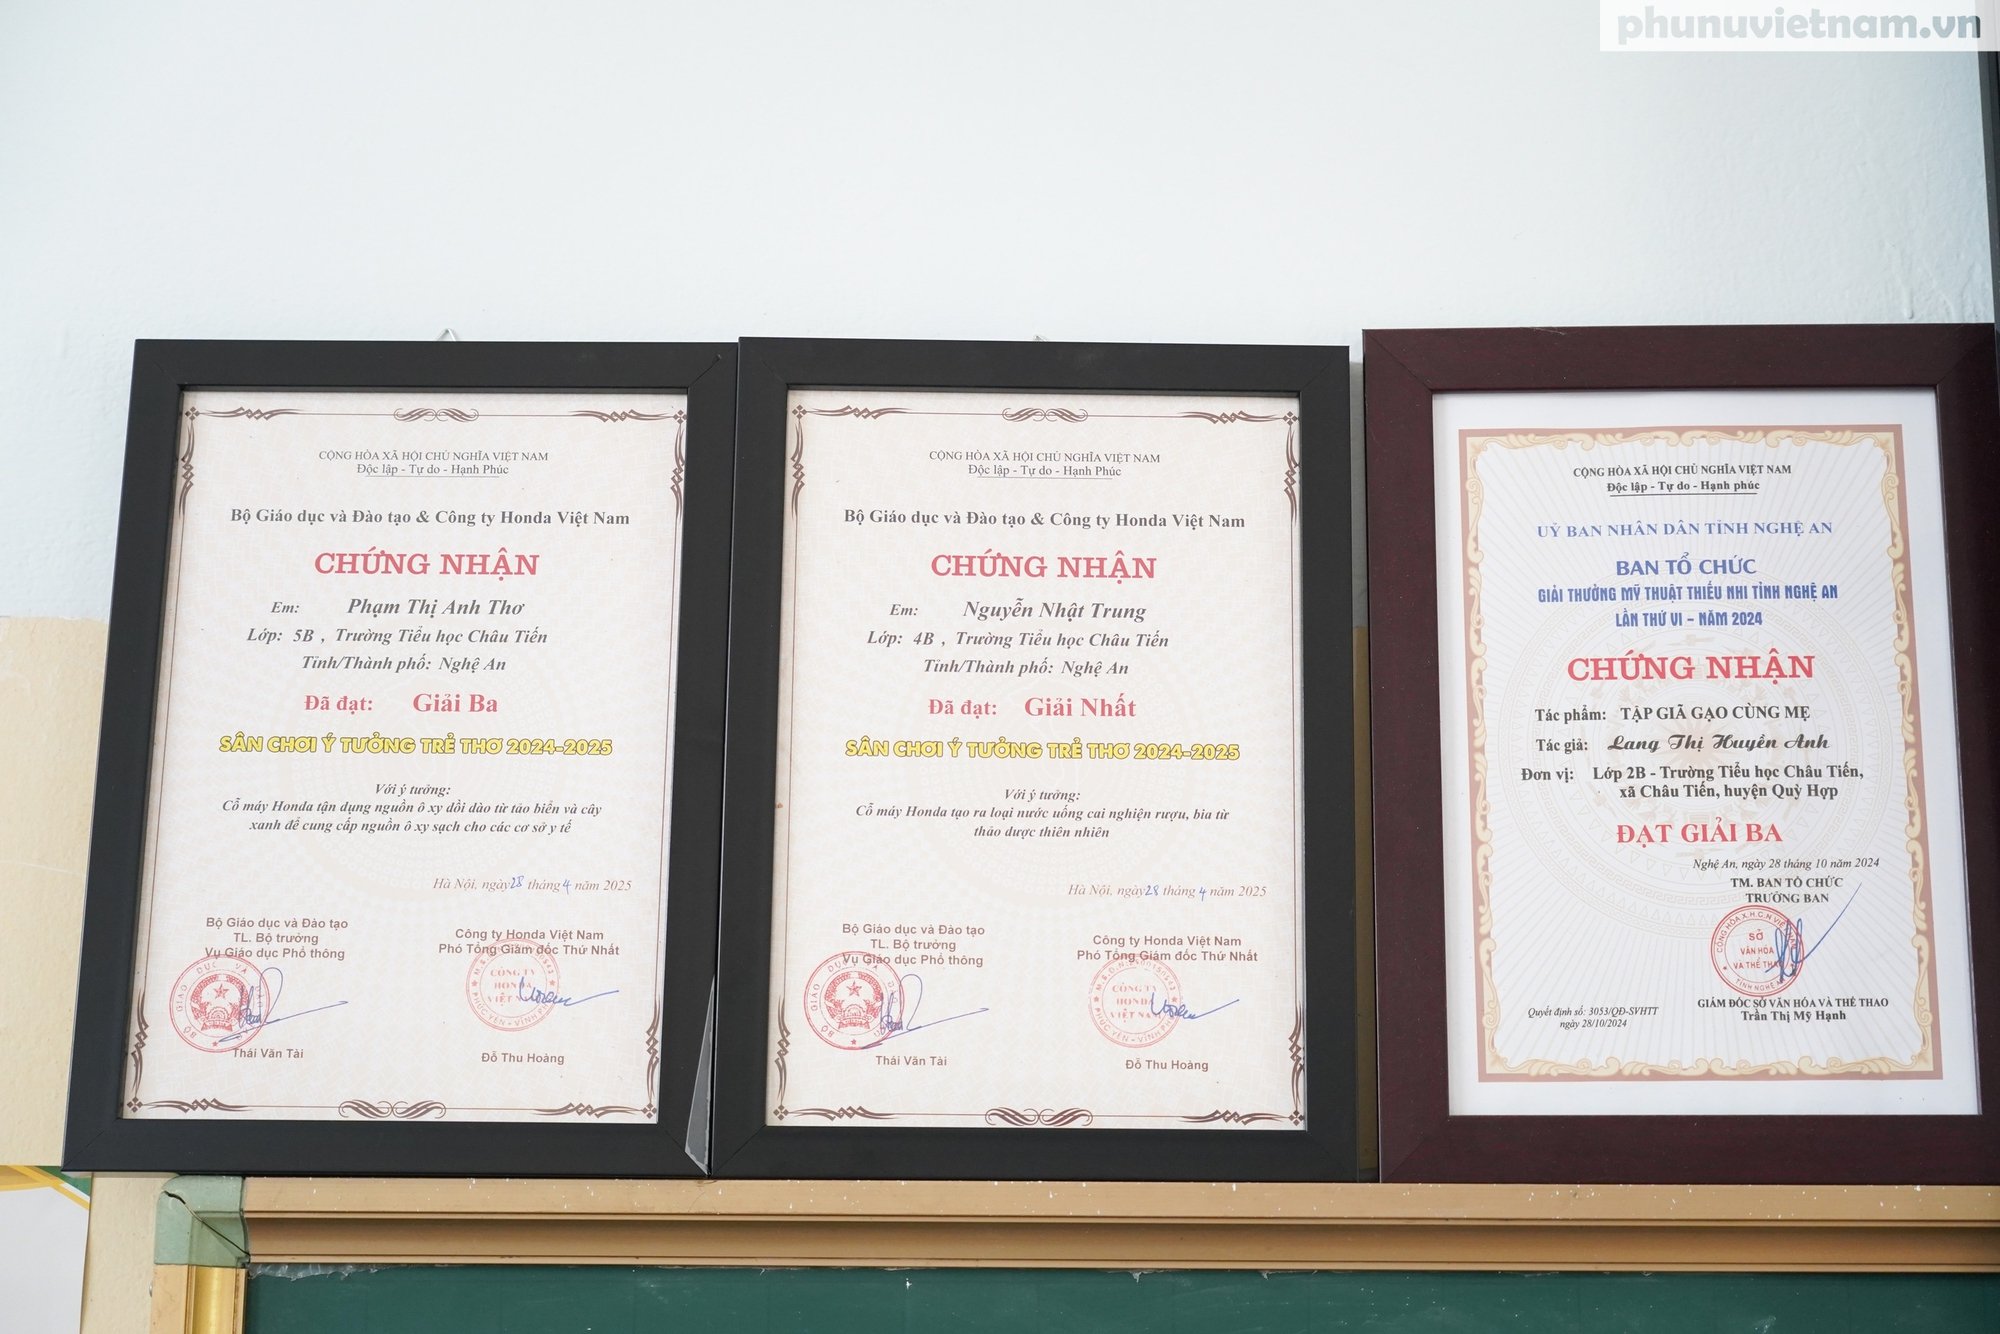 phunuvietnam.vn
CỘNG HÒA XÃ HỘI CHỦ NGHĨA VIỆT NAM
Độc lập - Tự do - Hạnh Phúc
Bộ Giáo dục và Đào tạo & Công ty Honda Việt Nam
CHỨNG NHẬN
Em: Phạm Thị Anh Thơ
Lớp: 5B , Trường Tiểu học Châu Tiến
Tỉnh/Thành phố: Nghệ An
Đã đạt: Giải Ba
SÂN CHƠI Ý TƯỞNG TRẺ THƠ 2024-2025
Với ý tưởng:
Cỗ máy Honda tận dụng nguồn ô xy dồi dào từ tảo biển và cây
xanh để cung cấp nguồn ô xy sạch cho các cơ sở y tế
Hà Nội, ngày 28 tháng 4 năm 2025
Bộ Giáo dục và Đào tạo
TL. Bộ trưởng
Vụ Giáo dục Phổ thông
Thái Văn Tài
Công ty Honda Việt Nam
Phó Tổng Giám đốc Thứ Nhất
CÔNG TY
HONDA
VIỆT NAM
Đỗ Thu Hoàng
CỘNG HÒA XÃ HỘI CHỦ NGHĨA VIỆT NAM
Độc lập - Tự do - Hạnh Phúc
Bộ Giáo dục và Đào tạo & Công ty Honda Việt Nam
CHỨNG NHẬN
Em: Nguyễn Nhật Trung
Lớp: 4B , Trường Tiểu học Châu Tiến
Tỉnh/Thành phố: Nghệ An
Đã đạt: Giải Nhất
SÂN CHƠI Ý TƯỞNG TRẺ THƠ 2024-2025
Với ý tưởng:
Cỗ máy Honda tạo ra loại nước uống cai nghiện rượu, bia từ
thảo dược thiên nhiên
Hà Nội, ngày 28 tháng 4 năm 2025
Bộ Giáo dục và Đào tạo
TL. Bộ trưởng
Vụ Giáo dục Phổ thông
Thái Văn Tài
Công ty Honda Việt Nam
Phó Tổng Giám đốc Thứ Nhất
CÔNG TY
HONDA
VIỆT NAM
Đỗ Thu Hoàng
CỘNG HÒA XÃ HỘI CHỦ NGHĨA VIỆT NAM
Độc lập - Tự do - Hạnh phúc
UỶ BAN NHÂN DÂN TỈNH NGHỆ AN
BAN TỔ CHỨC
GIẢI THƯỞNG MỸ THUẬT THIẾU NHI TỈNH NGHỆ AN
LẦN THỨ VI - NĂM 2024
CHỨNG NHẬN
Tác phẩm: TẬP GIÃ GẠO CÙNG MẸ
Tác giả: Lang Thị Huyền Anh
Đơn vị: Lớp 2B - Trường Tiểu học Châu Tiến,
xã Châu Tiến, huyện Quỳ Hợp
ĐẠT GIẢI BA
Nghệ An, ngày 28 tháng 10 năm 2024
TM. BAN TỔ CHỨC
TRƯỞNG BAN
SỞ
VĂN HÓA
VÀ THỂ THAO
GIÁM ĐỐC SỞ VĂN HÓA VÀ THỂ THAO
Trần Thị Mỹ Hạnh
Quyết định số: 3053/QĐ-SVHTT
ngày 28/10/2024